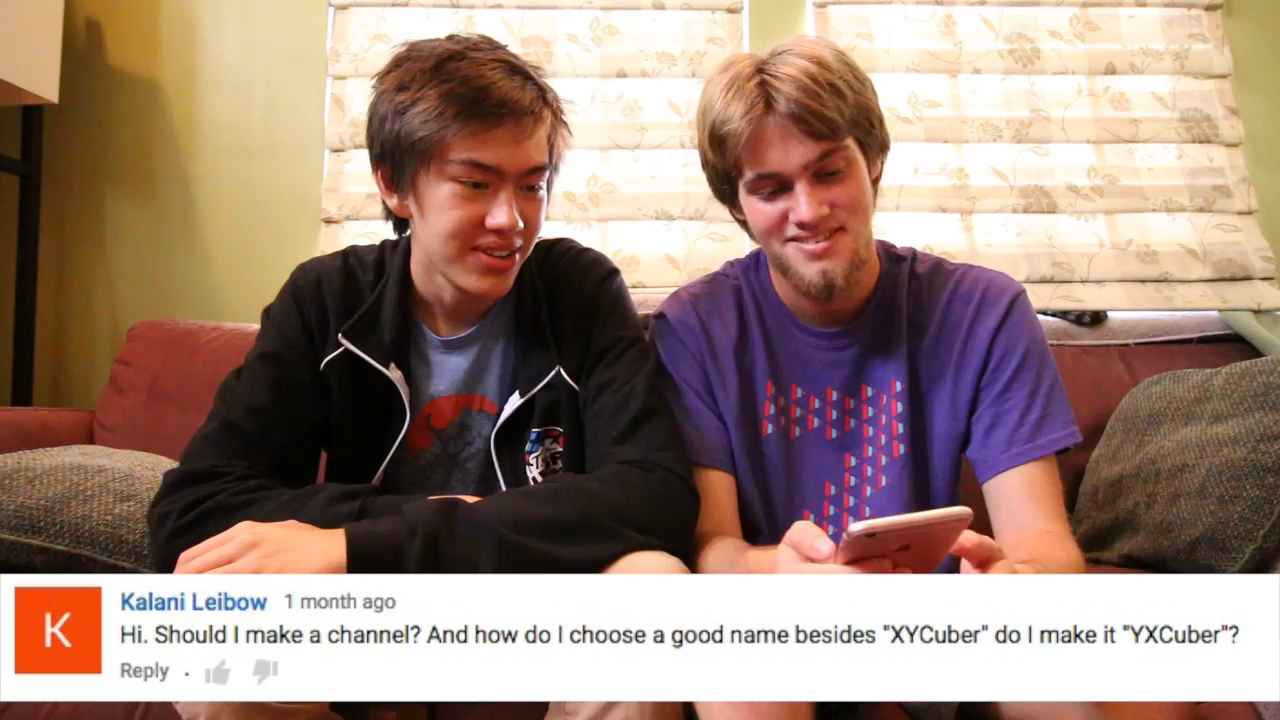 K
Kalani Leibow 1 month ago
Hi. Should I make a channel? And how do I choose a good name besides "XYCuber" do I make it "YXCuber"?
Reply .